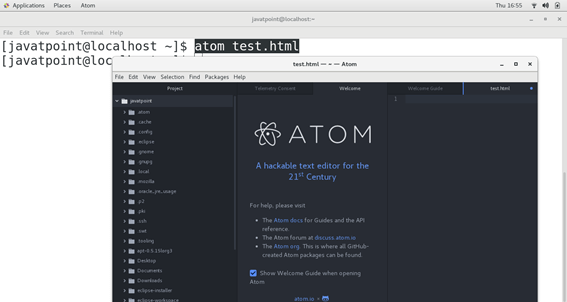 Applications Places Atom Thu 16:55
javatpoint@localhost:~
File Edit View Search Terminal Help
[javatpoint@localhost ~]$ atom test.html
[javatpoint@localhost
test.html — ~ — Atom
File Edit View Selection Find Packages Help
Project Telemetry Consent Welcome Welcome Guide test.html
javatpoint
.atom
.cache
.config
.eclipse
.gnome
.gnupg
.local
.mozilla
.oracle_jre_usage
.p2
.pki
.ssh
.swt
.tooling
apt-0.5.15lorg3
Desktop
Documents
Downloads
eclipse-installer
eclipse-workspace
ATOM
A hackable text editor for the
21st Century
For help, please visit
• The Atom docs for Guides and the API
reference.
• The Atom forum at discuss.atom.io
• The Atom org. This is where all GitHub-
created Atom packages can be found.
Show Welcome Guide when opening
Atom
atom.io ×
1